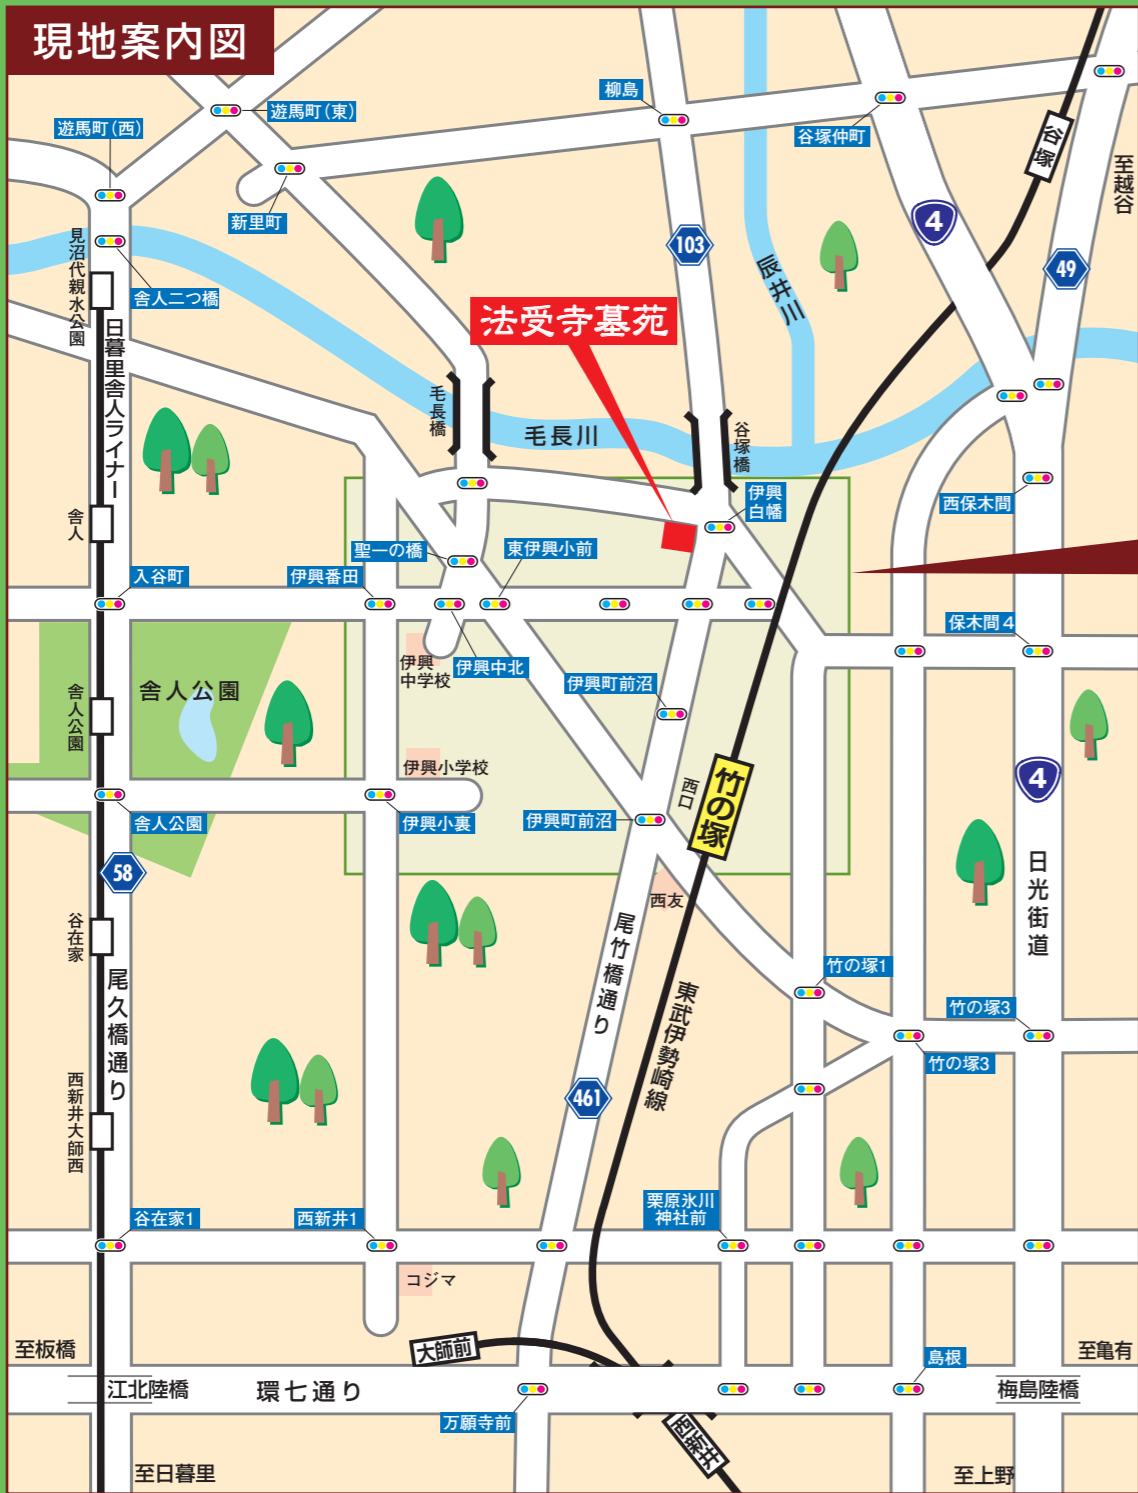 現地案内図
遊馬町(東)
遊馬町(西)
柳島
谷塚仲町
谷塚
至越谷
新里町
見沼代親水公園
舎人二つ橋
103
4
49
辰井川
法受寺墓苑
日暮里舎人ライナー
毛長橋
毛長川
谷塚橋
伊興
白幡
西保木間
舎人
聖一の橋
東伊興小前
入谷町
伊興番田
保木間4
伊興
中学校
伊興中北
伊興町前沼
舎人公園
舎人公園
竹の塚
西口
4
伊興小学校
舎人公園
伊興小裏
伊興町前沼
58
日光街道
西友
谷在家
尾久橋通り
尾竹橋通り
東武伊勢崎線
竹の塚1
竹の塚3
竹の塚3
西新井大師西
461
谷在家1
西新井1
栗原氷川
神社前
コジマ
至板橋
大師前
島根
至亀有
江北陸橋
環七通り
梅島陸橋
万願寺前
西新井
至日暮里
至上野